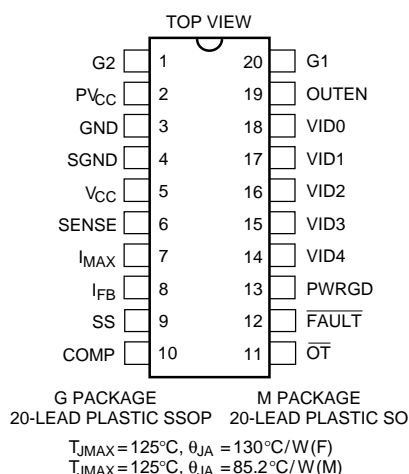 TOP VIEW
G2 1 20 G1
PVCC 2 19 OUTEN
GND 3 18 VID0
SGND 4 17 VID1
VCC 5 16 VID2
SENSE 6 15 VID3
IMAX 7 14 VID4
IFB 8 13 PWRGD
SS 9 12 FAULT
COMP 10 11 OT
G PACKAGE M PACKAGE
20-LEAD PLASTIC SSOP 20-LEAD PLASTIC SO
TJMAX = 125°C, θJA = 130°C/W (F)
TJMAX = 125°C, θJA = 85.2°C/W (M)